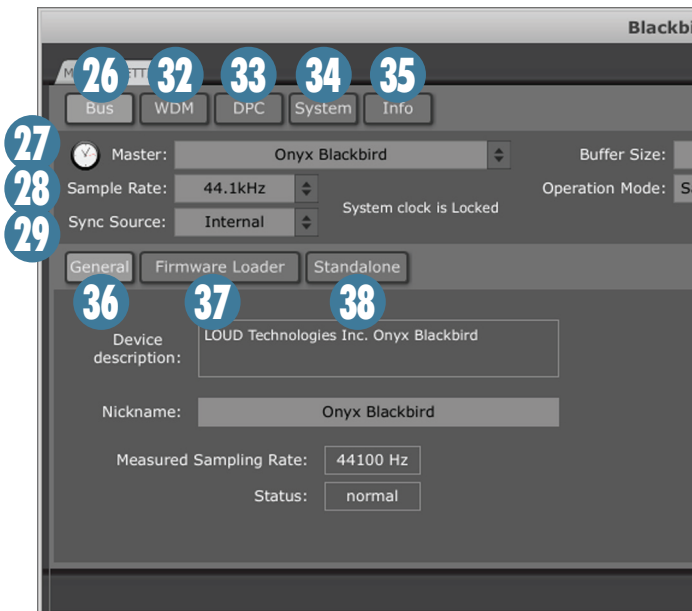 Blackbi
26 32 33 34 35
Bus WDM DPC System Info
27 Master: Onyx Blackbird Buffer Size:
28 Sample Rate: 44.1kHz Operation Mode: S
System clock is Locked
29 Sync Source: Internal
General Firmware Loader Standalone
36 37 38
Device description: LOUD Technologies Inc. Onyx Blackbird
Nickname: Onyx Blackbird
Measured Sampling Rate: 44100 Hz
Status: normal